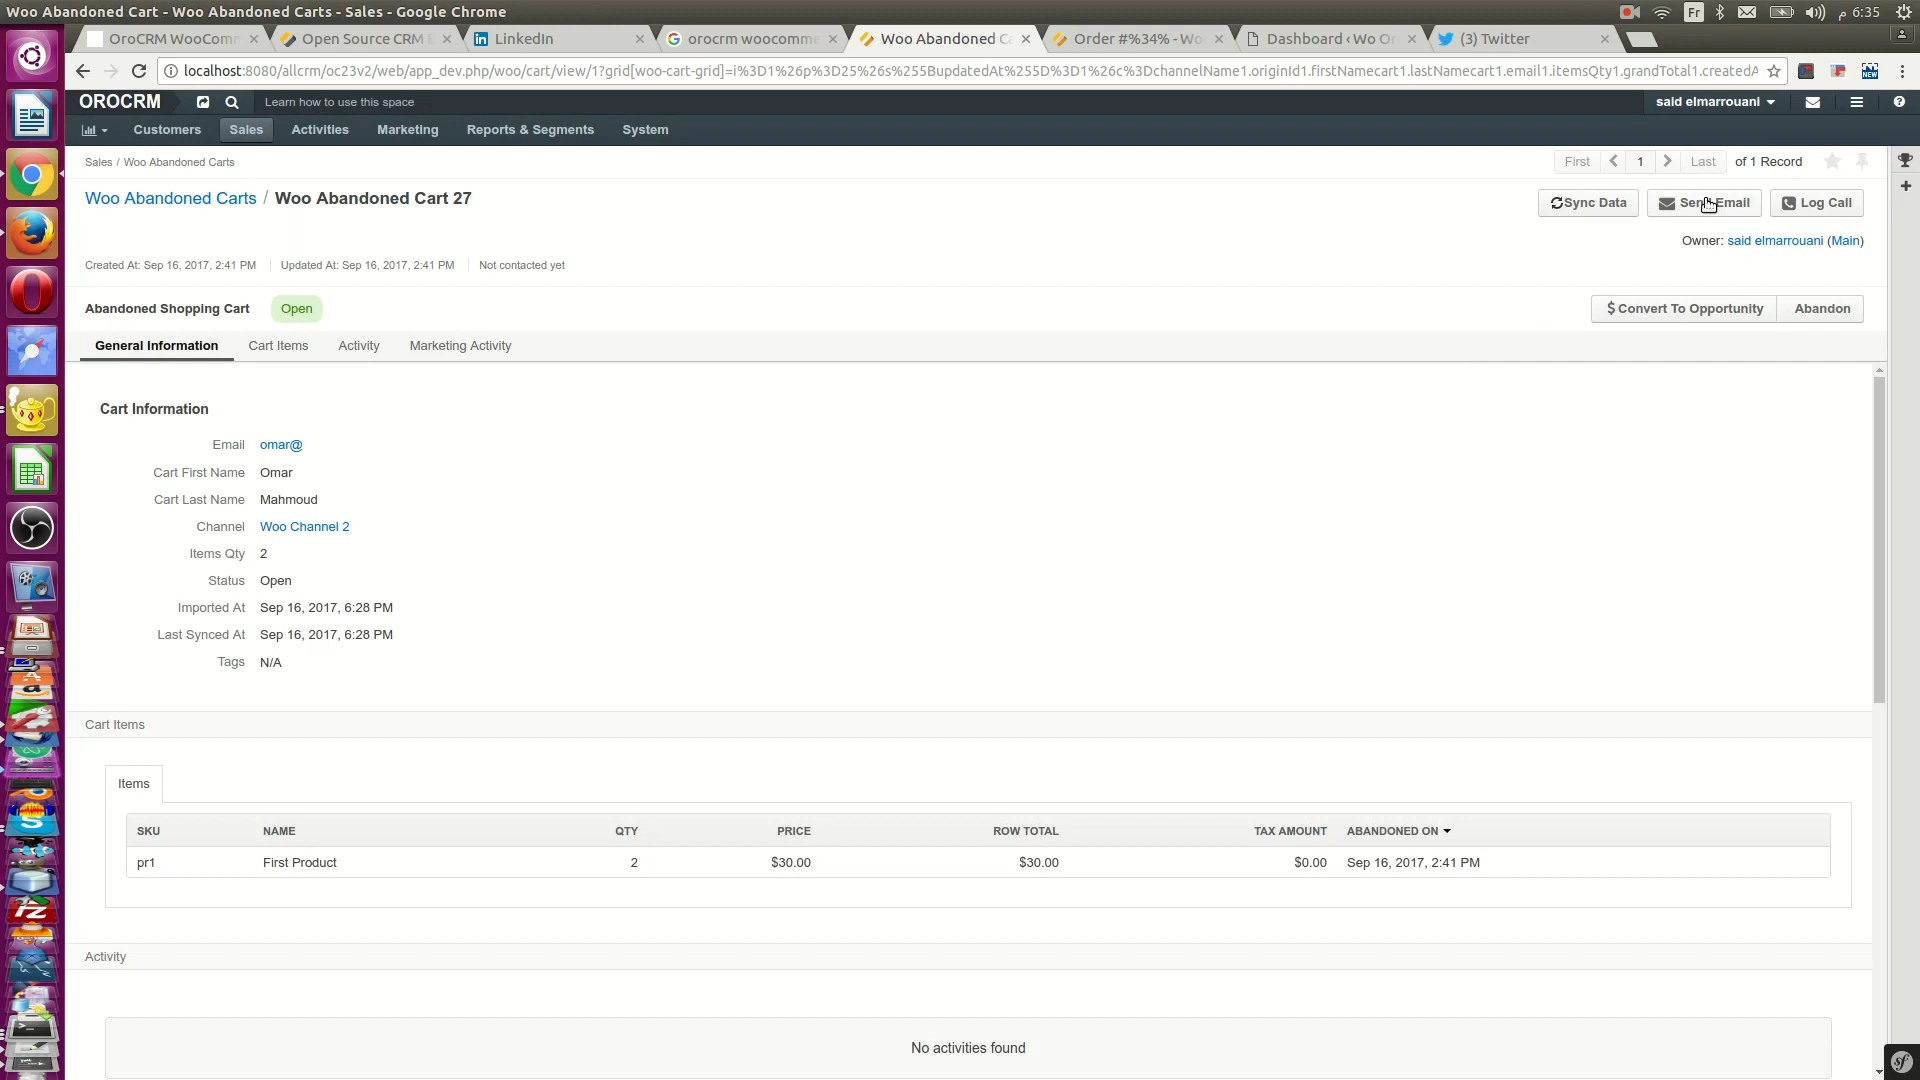 Woo Abandoned Cart - Woo Abandoned Carts - Sales - Google Chrome
Fr
م 6:35
OroCRM WooComm
Open Source CRM
LinkedIn
orocrm woocomme
Woo Abandoned C
Order #%34% - Wo
Dashboard ‹ Wo Or
(3) Twitter
localhost:8080/allcrm/oc23v2/web/app_dev.php/woo/cart/view/1?grid[woo-cart-grid]=i%3D1%26p%3D25%26s%255BupdatedAt%255D%3D1%26c%3DchannelName1.originId1.firstNamecart1.lastNamecart1.email1.itemsQty1.grandTotal1.createdA
NEW
OROCRM
Learn how to use this space
said elmarrouani
Customers
Sales
Activities
Marketing
Reports & Segments
System
Sales / Woo Abandoned Carts
First
1
Last
of 1 Record
Woo Abandoned Carts / Woo Abandoned Cart 27
Sync Data
Send Email
Log Call
Owner: said elmarrouani (Main)
Created At: Sep 16, 2017, 2:41 PM
Updated At: Sep 16, 2017, 2:41 PM
Not contacted yet
Abandoned Shopping Cart
Open
$ Convert To Opportunity
Abandon
General Information
Cart Items
Activity
Marketing Activity
Cart Information
Email omar@
Cart First Name Omar
Cart Last Name Mahmoud
Channel Woo Channel 2
Items Qty 2
Status Open
Imported At Sep 16, 2017, 6:28 PM
Last Synced At Sep 16, 2017, 6:28 PM
Tags N/A
Cart Items
Items
SKU NAME QTY PRICE ROW TOTAL TAX AMOUNT ABANDONED ON
pr1 First Product 2 $30.00 $30.00 $0.00 Sep 16, 2017, 2:41 PM
Activity
No activities found
sf